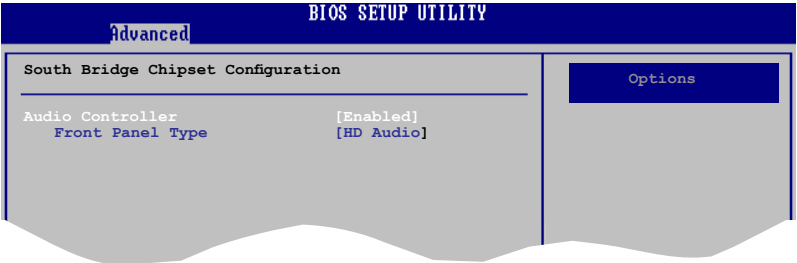 BIOS SETUP UTILITY
Advanced
South Bridge Chipset Configuration
Options
Audio Controller [Enabled]
Front Panel Type [HD Audio]